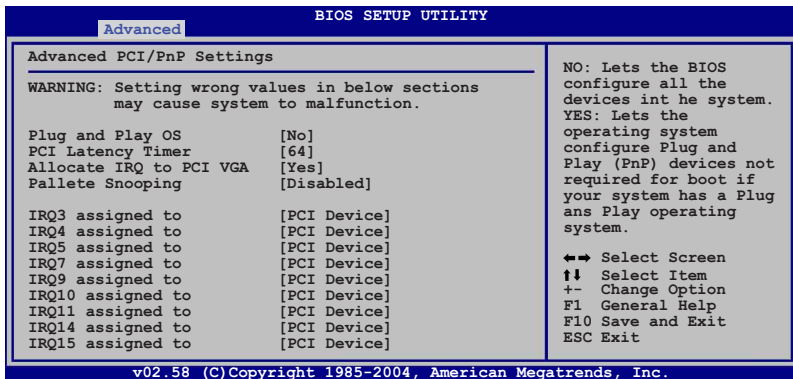 BIOS SETUP UTILITY
Advanced
Advanced PCI/PnP Settings
WARNING: Setting wrong values in below sections
may cause system to malfunction.
Plug and Play OS [No]
PCI Latency Timer [64]
Allocate IRQ to PCI VGA [Yes]
Pallete Snooping [Disabled]
IRQ3 assigned to [PCI Device]
IRQ4 assigned to [PCI Device]
IRQ5 assigned to [PCI Device]
IRQ7 assigned to [PCI Device]
IRQ9 assigned to [PCI Device]
IRQ10 assigned to [PCI Device]
IRQ11 assigned to [PCI Device]
IRQ14 assigned to [PCI Device]
IRQ15 assigned to [PCI Device]
NO: Lets the BIOS
configure all the
devices int he system.
YES: Lets the
operating system
configure Plug and
Play (PnP) devices not
required for boot if
your system has a Plug
ans Play operating
system.
←→ Select Screen
↑↓ Select Item
+- Change Option
F1 General Help
F10 Save and Exit
ESC Exit
v02.58 (C)Copyright 1985-2004, American Megatrends, Inc.